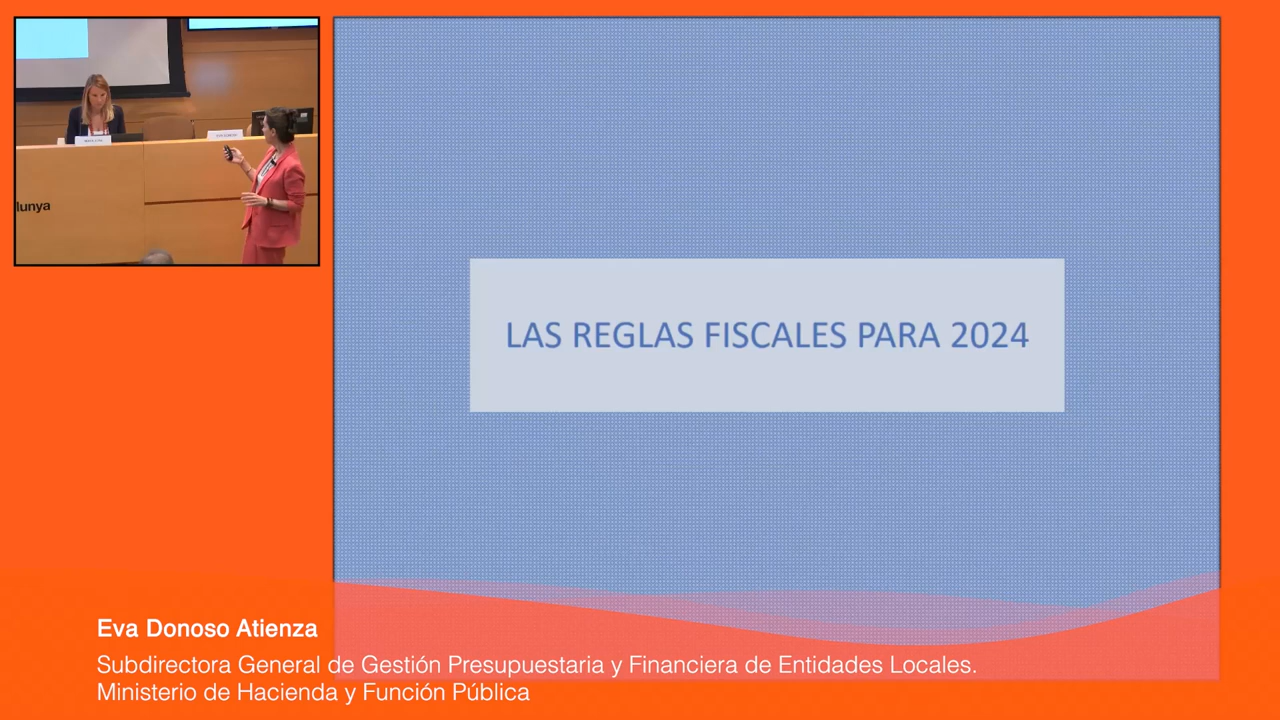 lunya
LAS REGLAS FISCALES PARA 2024
Eva Donoso Atienza
Subdirectora General de Gestión Presupuestaria y Financiera de Entidades Locales.
Ministerio de Hacienda y Función Pública